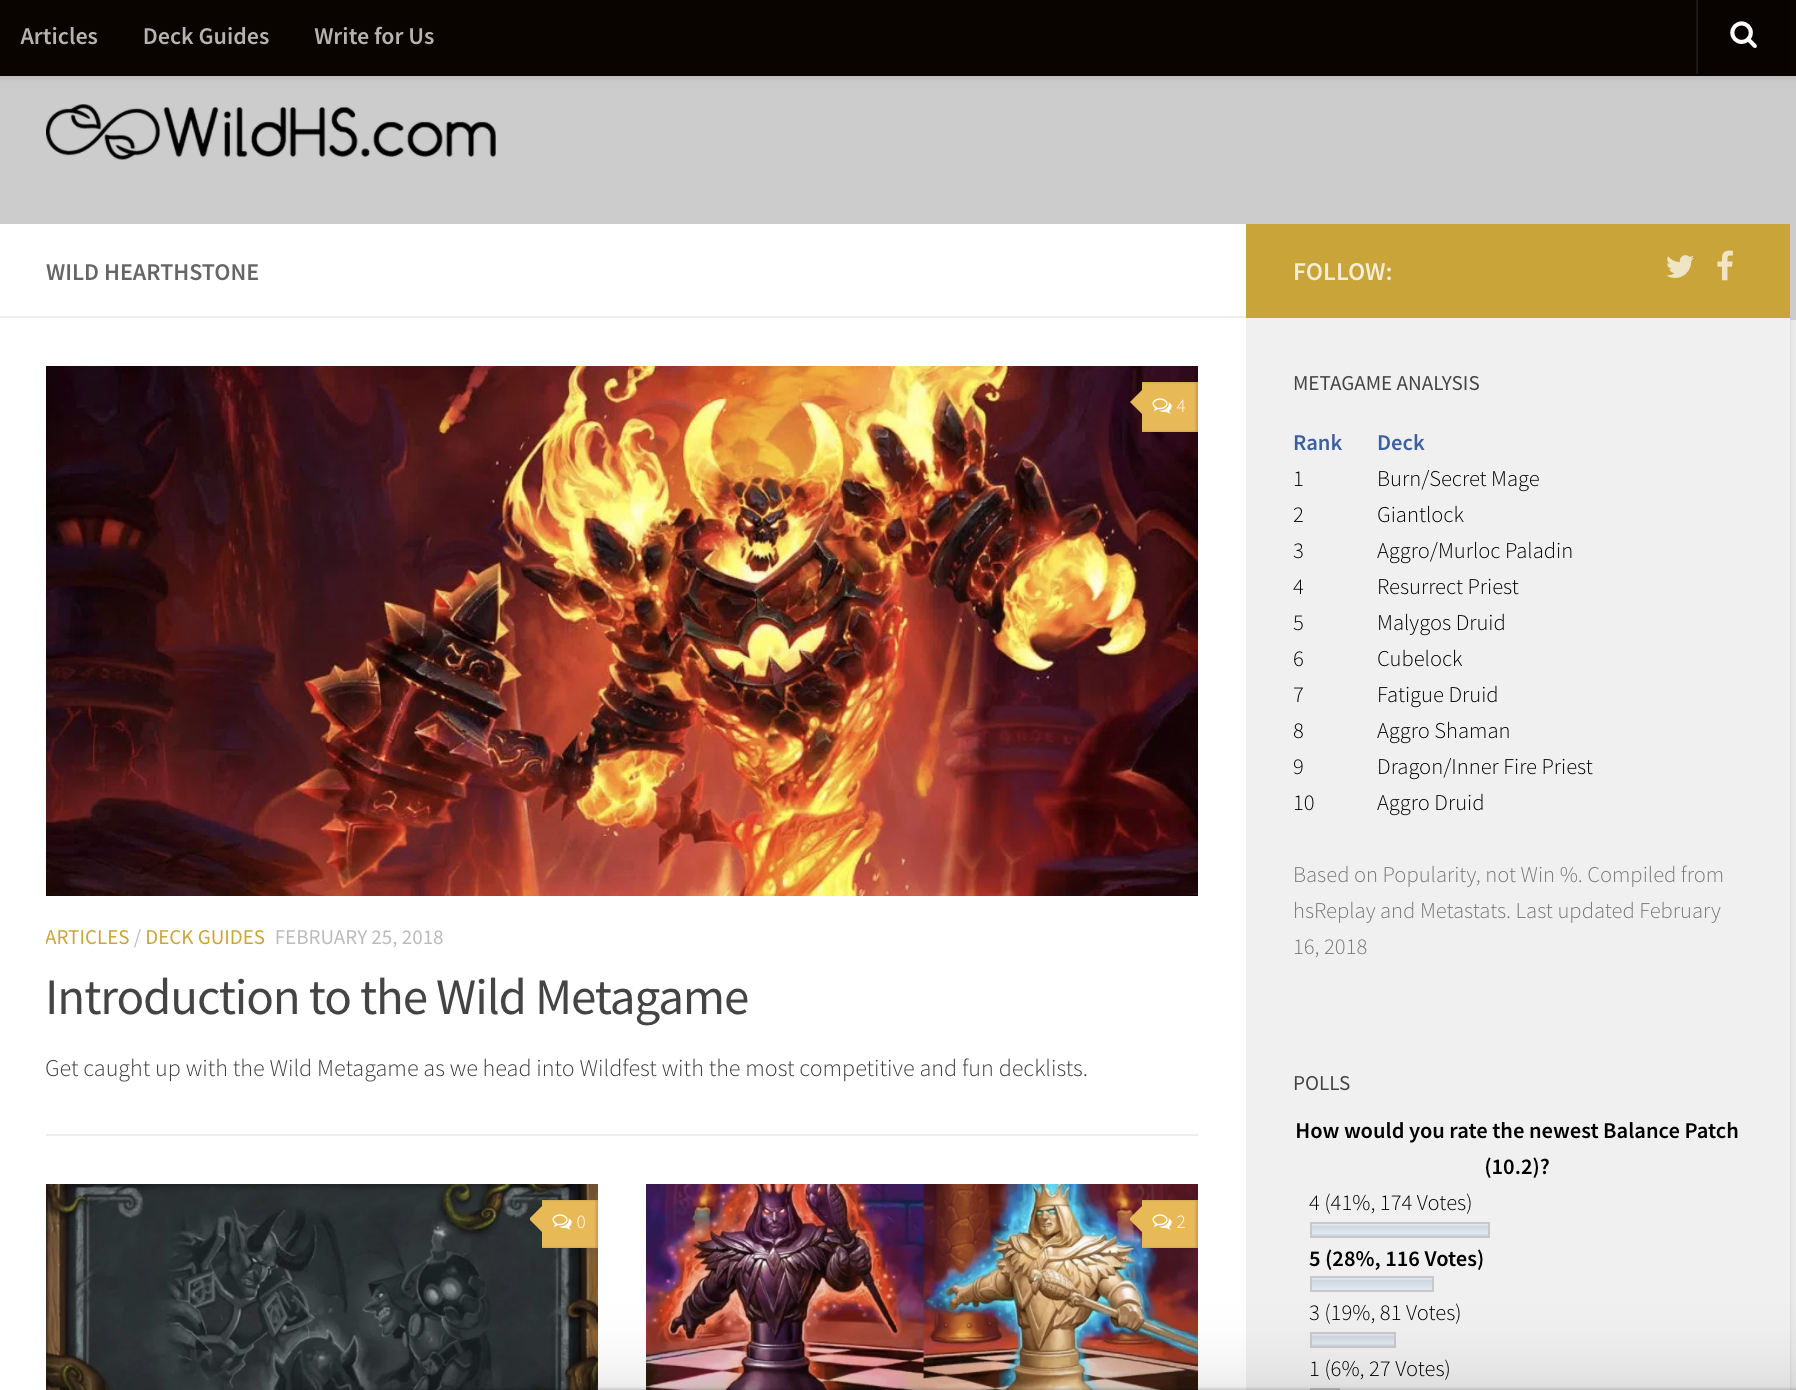 Articles
Deck Guides
Write for Us
WildHS.com
WILD HEARTHSTONE
FOLLOW:
4
ARTICLES / DECK GUIDES FEBRUARY 25, 2018
Introduction to the Wild Metagame
Get caught up with the Wild Metagame as we head into Wildfest with the most competitive and fun decklists.
0
2
METAGAME ANALYSIS
Rank Deck
1 Burn/Secret Mage
2 Giantlock
3 Aggro/Murloc Paladin
4 Resurrect Priest
5 Malygos Druid
6 Cubelock
7 Fatigue Druid
8 Aggro Shaman
9 Dragon/Inner Fire Priest
10 Aggro Druid
Based on Popularity, not Win %. Compiled from
hsReplay and Metastats. Last updated February
16, 2018
POLLS
How would you rate the newest Balance Patch
(10.2)?
4 (41%, 174 Votes)
5 (28%, 116 Votes)
3 (19%, 81 Votes)
1 (6%, 27 Votes)